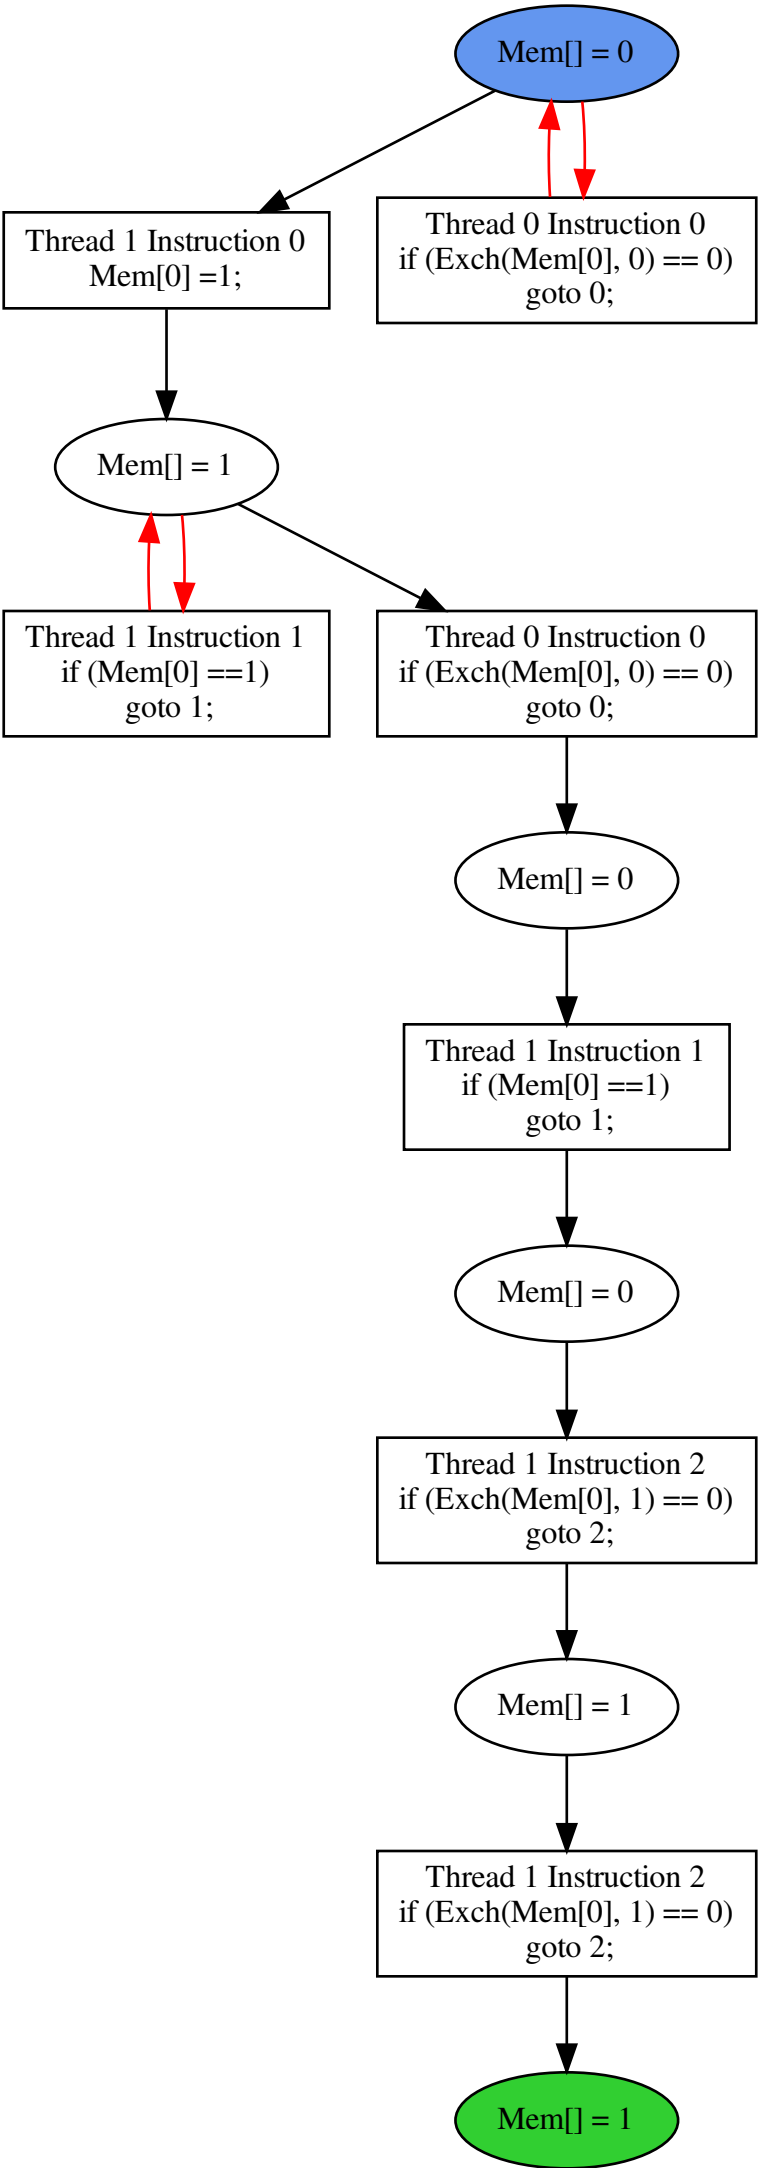 Mem[] = 0
Thread 1 Instruction 0
Mem[0] =1;
Thread 0 Instruction 0
if (Exch(Mem[0], 0) == 0)
goto 0;
Mem[] = 1
Thread 1 Instruction 1
if (Mem[0] ==1)
goto 1;
Thread 0 Instruction 0
if (Exch(Mem[0], 0) == 0)
goto 0;
Mem[] = 0
Thread 1 Instruction 1
if (Mem[0] ==1)
goto 1;
Mem[] = 0
Thread 1 Instruction 2
if (Exch(Mem[0], 1) == 0)
goto 2;
Mem[] = 1
Thread 1 Instruction 2
if (Exch(Mem[0], 1) == 0)
goto 2;
Mem[] = 1